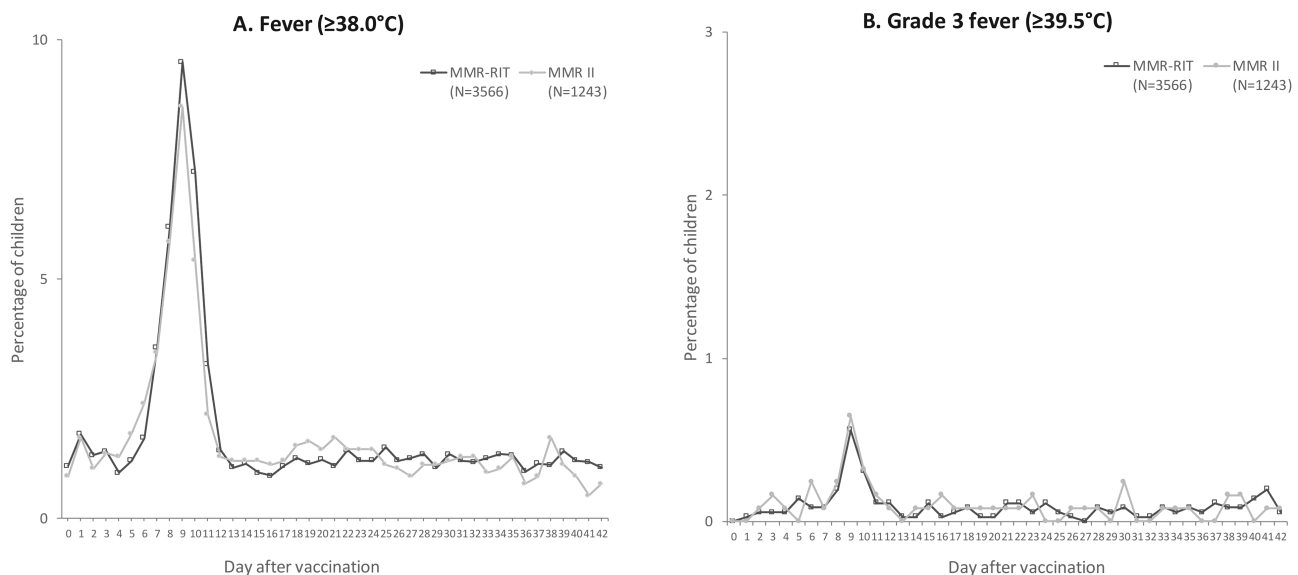 A. Fever (≥38.0°C)
10
5
0
Percentage of children
MMR-RIT
(N=3566)
MMR II
(N=1243)
0 1 2 3 4 5 6 7 8 9 10 11 12 13 14 15 16 17 18 19 20 21 22 23 24 25 26 27 28 29 30 31 32 33 34 35 36 37 38 39 40 41 42
Day after vaccination
B. Grade 3 fever (≥39.5°C)
3
2
1
0
Percentage of children
MMR-RIT
(N=3566)
MMR II
(N=1243)
0 1 2 3 4 5 6 7 8 9 10 11 12 13 14 15 16 17 18 19 20 21 22 23 24 25 26 27 28 29 30 31 32 33 34 35 36 37 38 39 40 41 42
Day after vaccination